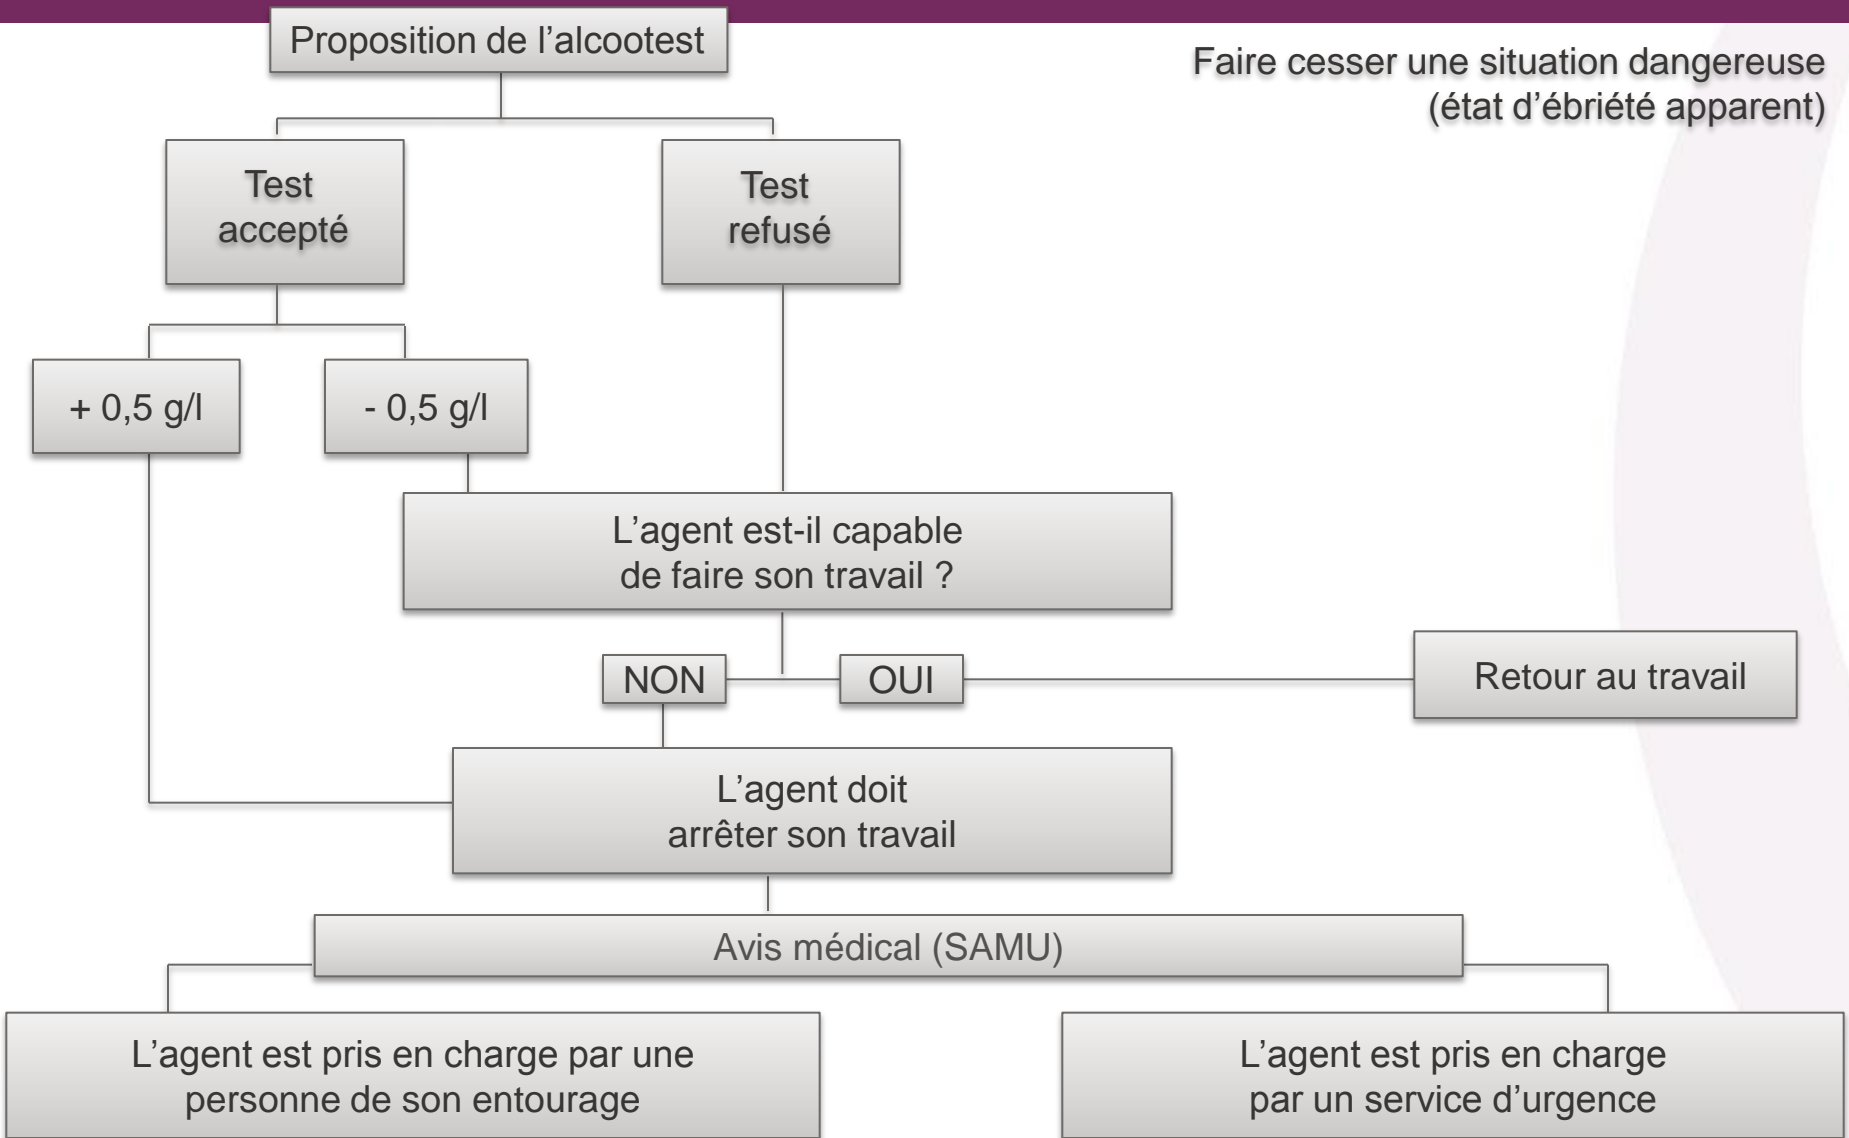 Proposition de l’alcootest
Faire cesser une situation dangereuse
(état d’ébriété apparent)
Test
accepté
Test
refusé
+ 0,5 g/l
- 0,5 g/l
L’agent est-il capable
de faire son travail ?
NON
OUI
Retour au travail
L’agent doit
arrêter son travail
Avis médical (SAMU)
L’agent est pris en charge par une
personne de son entourage
L’agent est pris en charge
par un service d’urgence